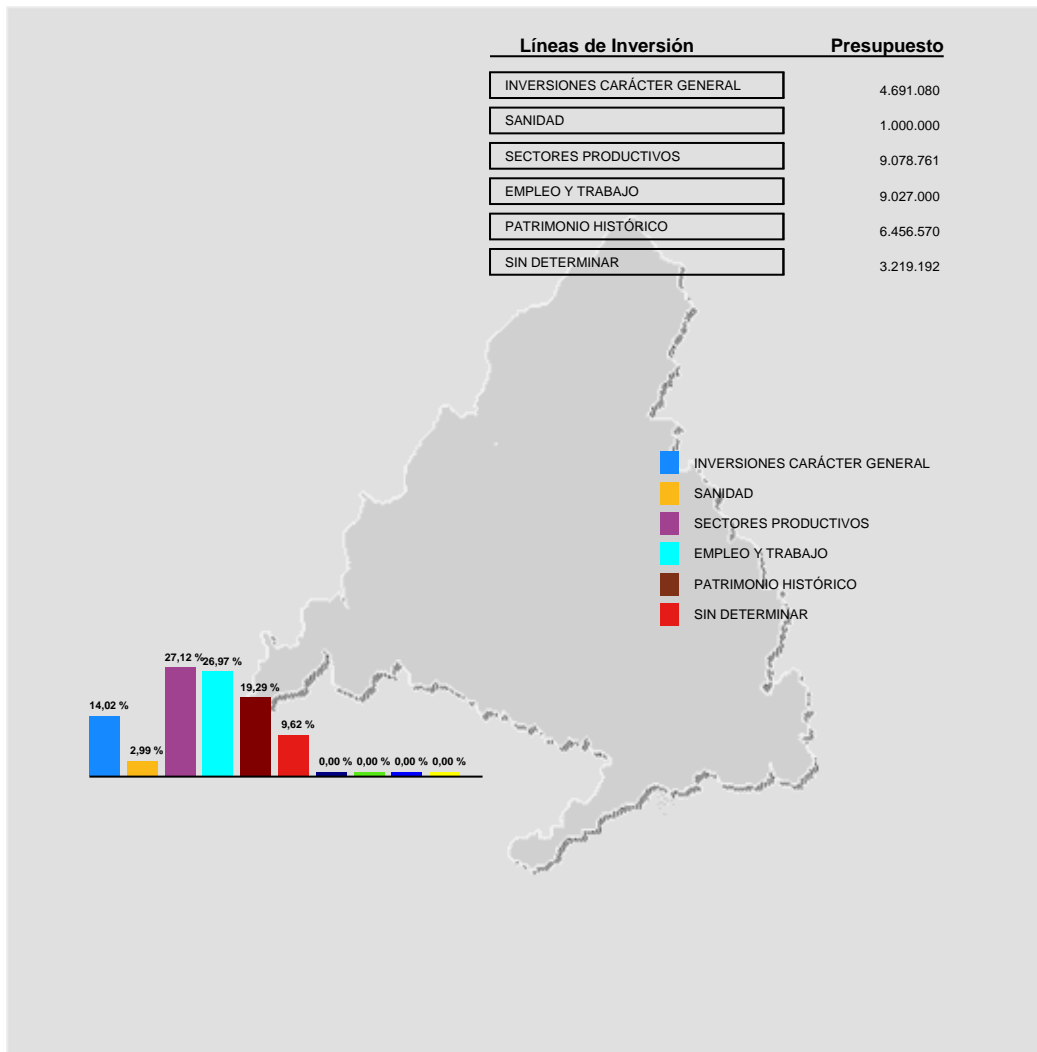 Líneas de Inversión Presupuesto
INVERSIONES CARÁCTER GENERAL 4.691.080
SANIDAD 1.000.000
SECTORES PRODUCTIVOS 9.078.761
EMPLEO Y TRABAJO 9.027.000
PATRIMONIO HISTÓRICO 6.456.570
SIN DETERMINAR 3.219.192
INVERSIONES CARÁCTER GENERAL
SANIDAD
SECTORES PRODUCTIVOS
EMPLEO Y TRABAJO
PATRIMONIO HISTÓRICO
SIN DETERMINAR
14,02 %
2,99 %
27,12 %
26,97 %
19,29 %
9,62 %
0,00 %
0,00 %
0,00 %
0,00 %